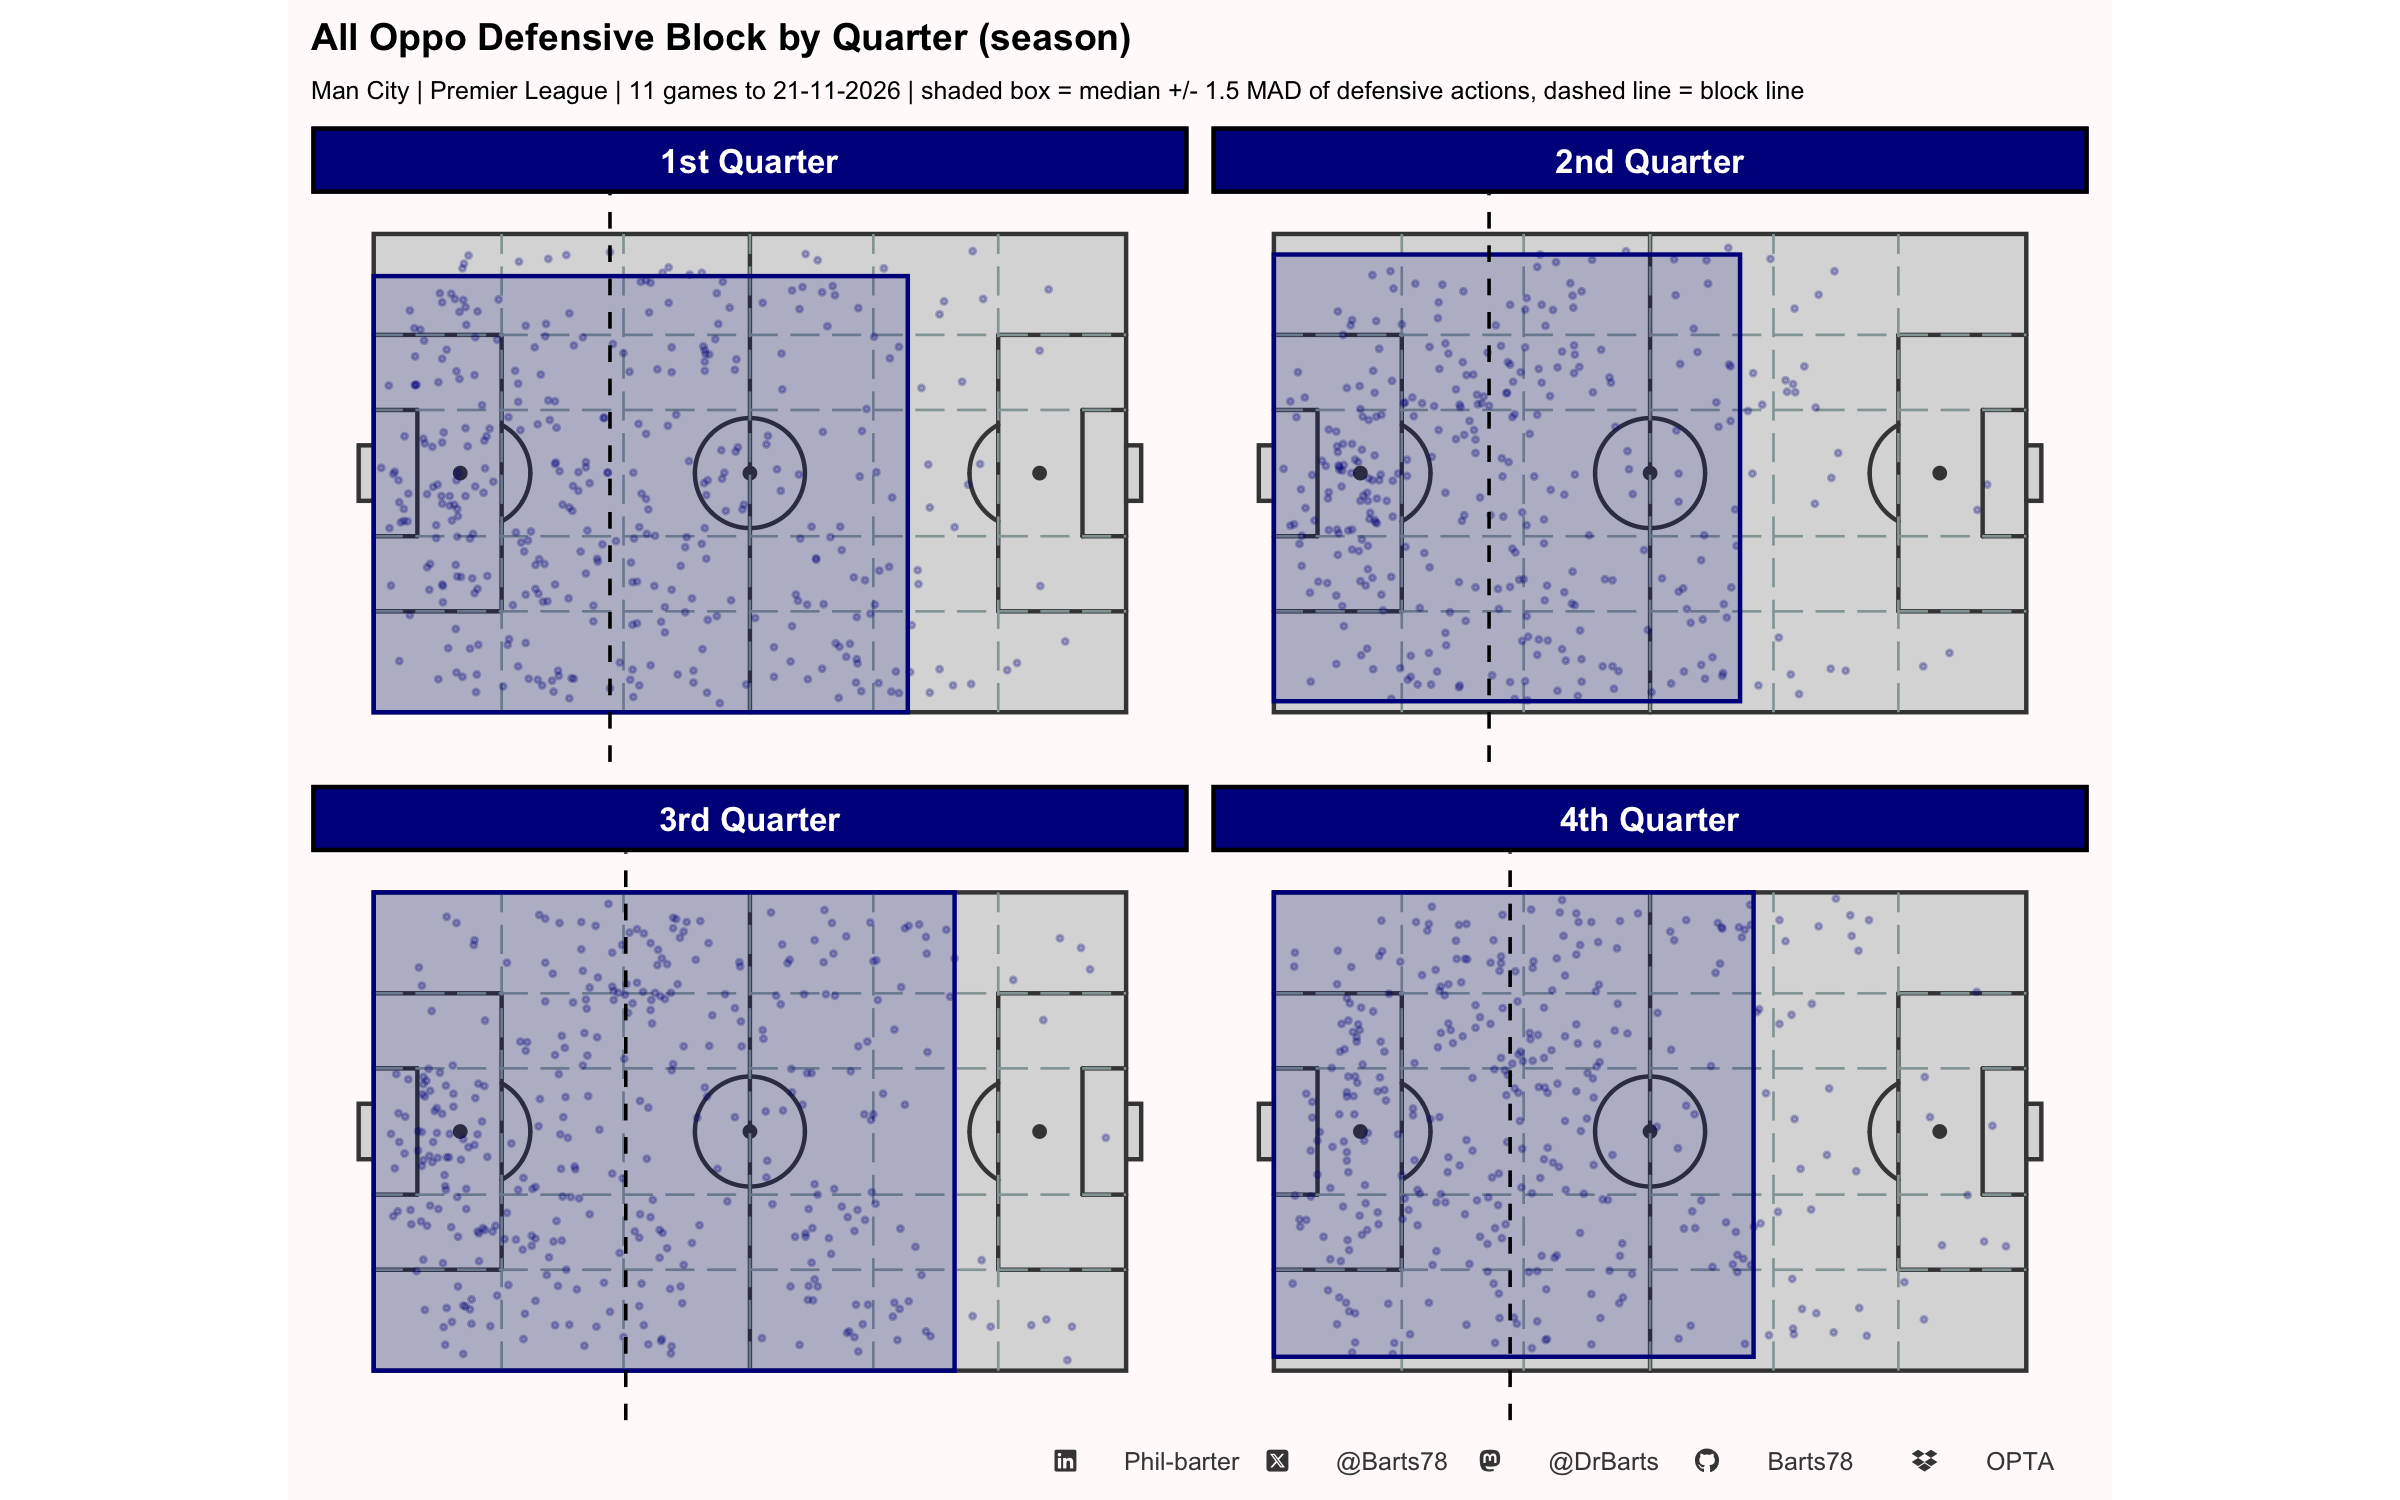 All Oppo Defensive Block by Quarter (season)
Man City | Premier League | 11 games to 21-11-2026 | shaded box = median +/- 1.5 MAD of defensive actions, dashed line = block line
1st Quarter
2nd Quarter
3rd Quarter
4th Quarter
Phil-barter @Barts78 @DrBarts Barts78 OPTA